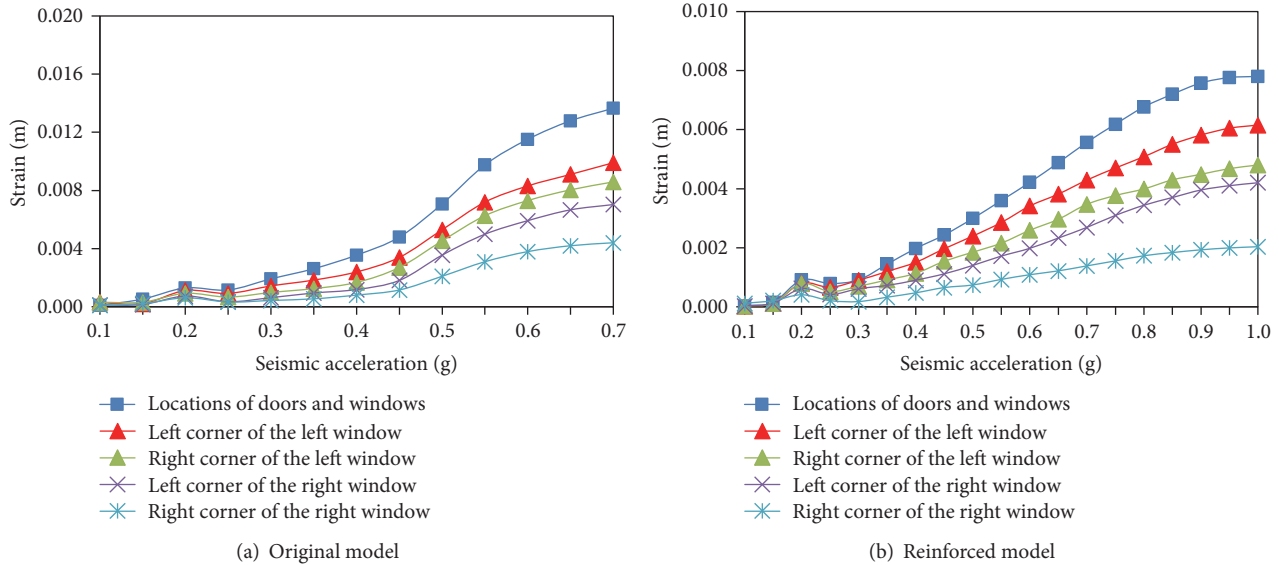 0.020
0.016
0.012
0.008
0.004
0.000
Strain (m)
0.1 0.2 0.3 0.4 0.5 0.6 0.7
Seismic acceleration (g)
Locations of doors and windows
Left corner of the left window
Right corner of the left window
Left corner of the right window
Right corner of the right window
(a) Original model
0.010
0.008
0.006
0.004
0.002
0.000
Strain (m)
0.1 0.2 0.3 0.4 0.5 0.6 0.7 0.8 0.9 1.0
Seismic acceleration (g)
Locations of doors and windows
Left corner of the left window
Right corner of the left window
Left corner of the right window
Right corner of the right window
(b) Reinforced model